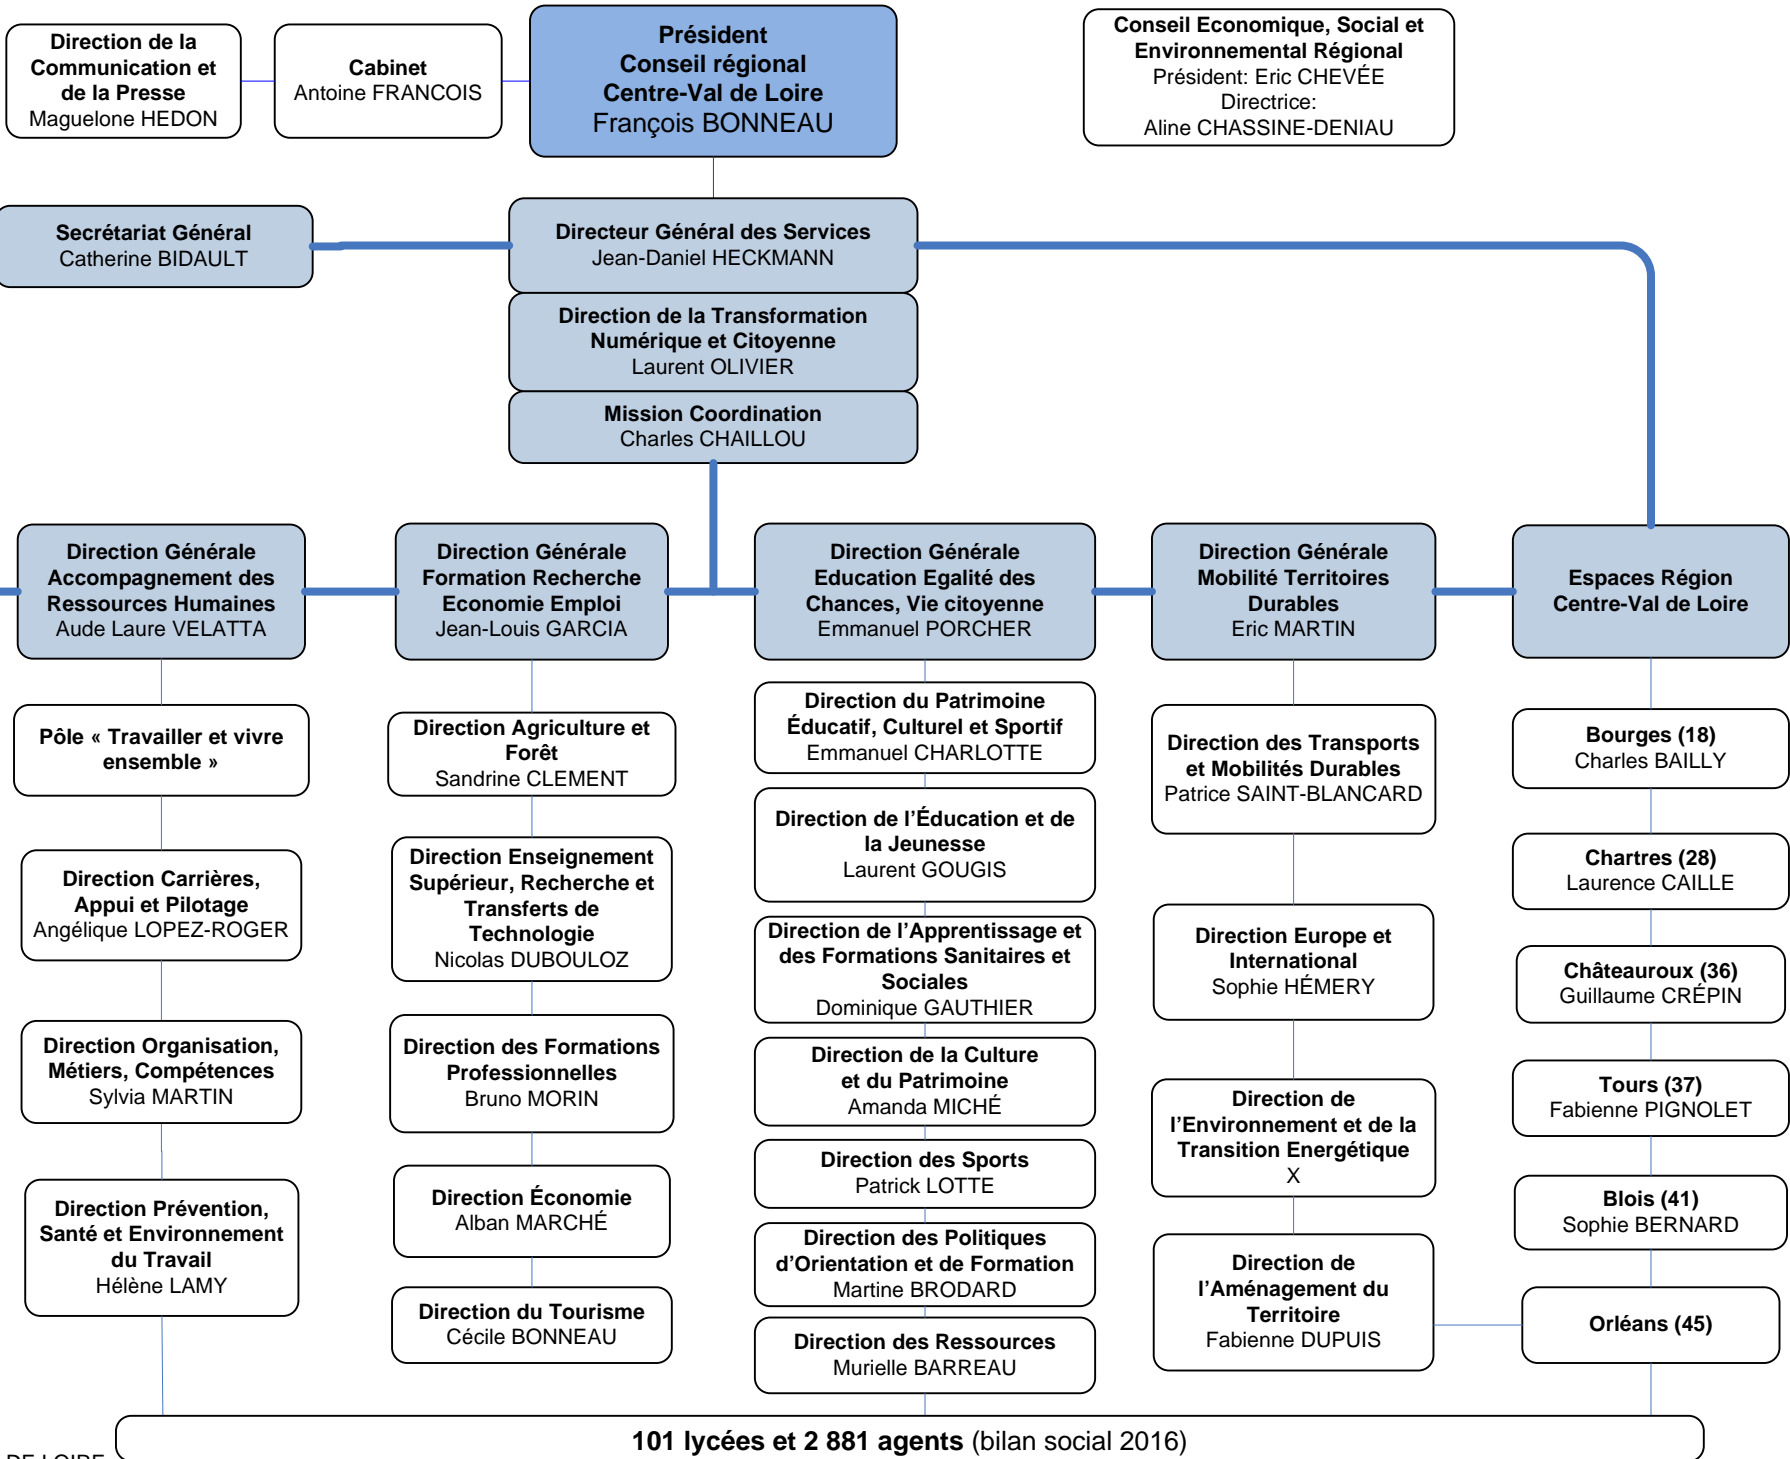 Direction de la
Communication et
de la Presse
Maguelone HEDON
Cabinet
Antoine FRANCOIS
Président
Conseil régional
Centre-Val de Loire
François BONNEAU
Conseil Economique, Social et
Environnemental Régional
Président: Eric CHEVÉE
Directrice:
Aline CHASSINE-DENIAU
Secrétariat Général
Catherine BIDAULT
Directeur Général des Services
Jean-Daniel HECKMANN
Direction de la Transformation
Numérique et Citoyenne
Laurent OLIVIER
Mission Coordination
Charles CHAILLOU
Direction Générale
Accompagnement des
Ressources Humaines
Aude Laure VELATTA
Direction Générale
Formation Recherche
Economie Emploi
Jean-Louis GARCIA
Direction Générale
Education Egalité des
Chances, Vie citoyenne
Emmanuel PORCHER
Direction Générale
Mobilité Territoires
Durables
Eric MARTIN
Espaces Région
Centre-Val de Loire
Pôle « Travailler et vivre
ensemble »
Direction Carrières,
Appui et Pilotage
Angélique LOPEZ-ROGER
Direction Organisation,
Métiers, Compétences
Sylvia MARTIN
Direction Prévention,
Santé et Environnement
du Travail
Hélène LAMY
Direction Agriculture et
Forêt
Sandrine CLEMENT
Direction Enseignement
Supérieur, Recherche et
Transferts de
Technologie
Nicolas DUBOULOZ
Direction des Formations
Professionnelles
Bruno MORIN
Direction Économie
Alban MARCHÉ
Direction du Tourisme
Cécile BONNEAU
Direction du Patrimoine
Éducatif, Culturel et Sportif
Emmanuel CHARLOTTE
Direction de l’Éducation et de
la Jeunesse
Laurent GOUGIS
Direction de l’Apprentissage et
des Formations Sanitaires et
Sociales
Dominique GAUTHIER
Direction de la Culture
et du Patrimoine
Amanda MICHÉ
Direction des Sports
Patrick LOTTE
Direction des Politiques
d’Orientation et de Formation
Martine BRODARD
Direction des Ressources
Murielle BARREAU
Direction des Transports
et Mobilités Durables
Patrice SAINT-BLANCARD
Direction Europe et
International
Sophie HÉMERY
Direction de
l’Environnement et de la
Transition Energétique
X
Direction de
l’Aménagement du
Territoire
Fabienne DUPUIS
Bourges (18)
Charles BAILLY
Chartres (28)
Laurence CAILLE
Châteauroux (36)
Guillaume CRÉPIN
Tours (37)
Fabienne PIGNOLET
Blois (41)
Sophie BERNARD
Orléans (45)
101 lycées et 2 881 agents (bilan social 2016)
DE LOIRE